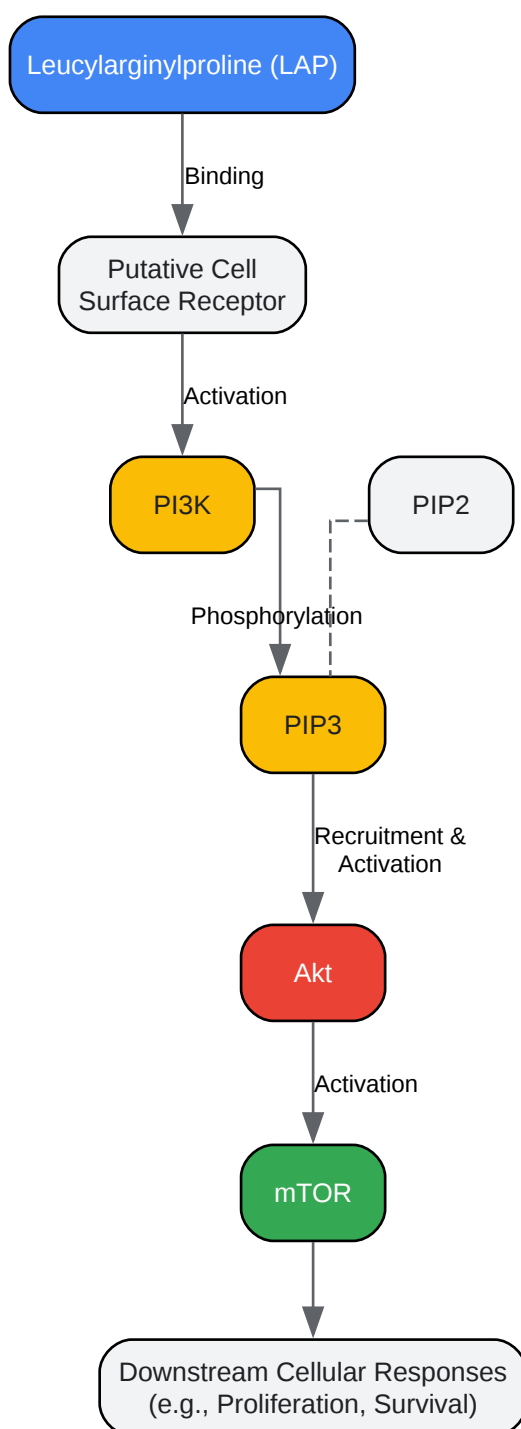 Leucylarginylproline (LAP)
Binding
Putative Cell
Surface Receptor
Activation
PI3K
PIP2
Phosphorylation
PIP3
Recruitment &
Activation
Akt
Activation
mTOR
Downstream Cellular Responses
(e.g., Proliferation, Survival)